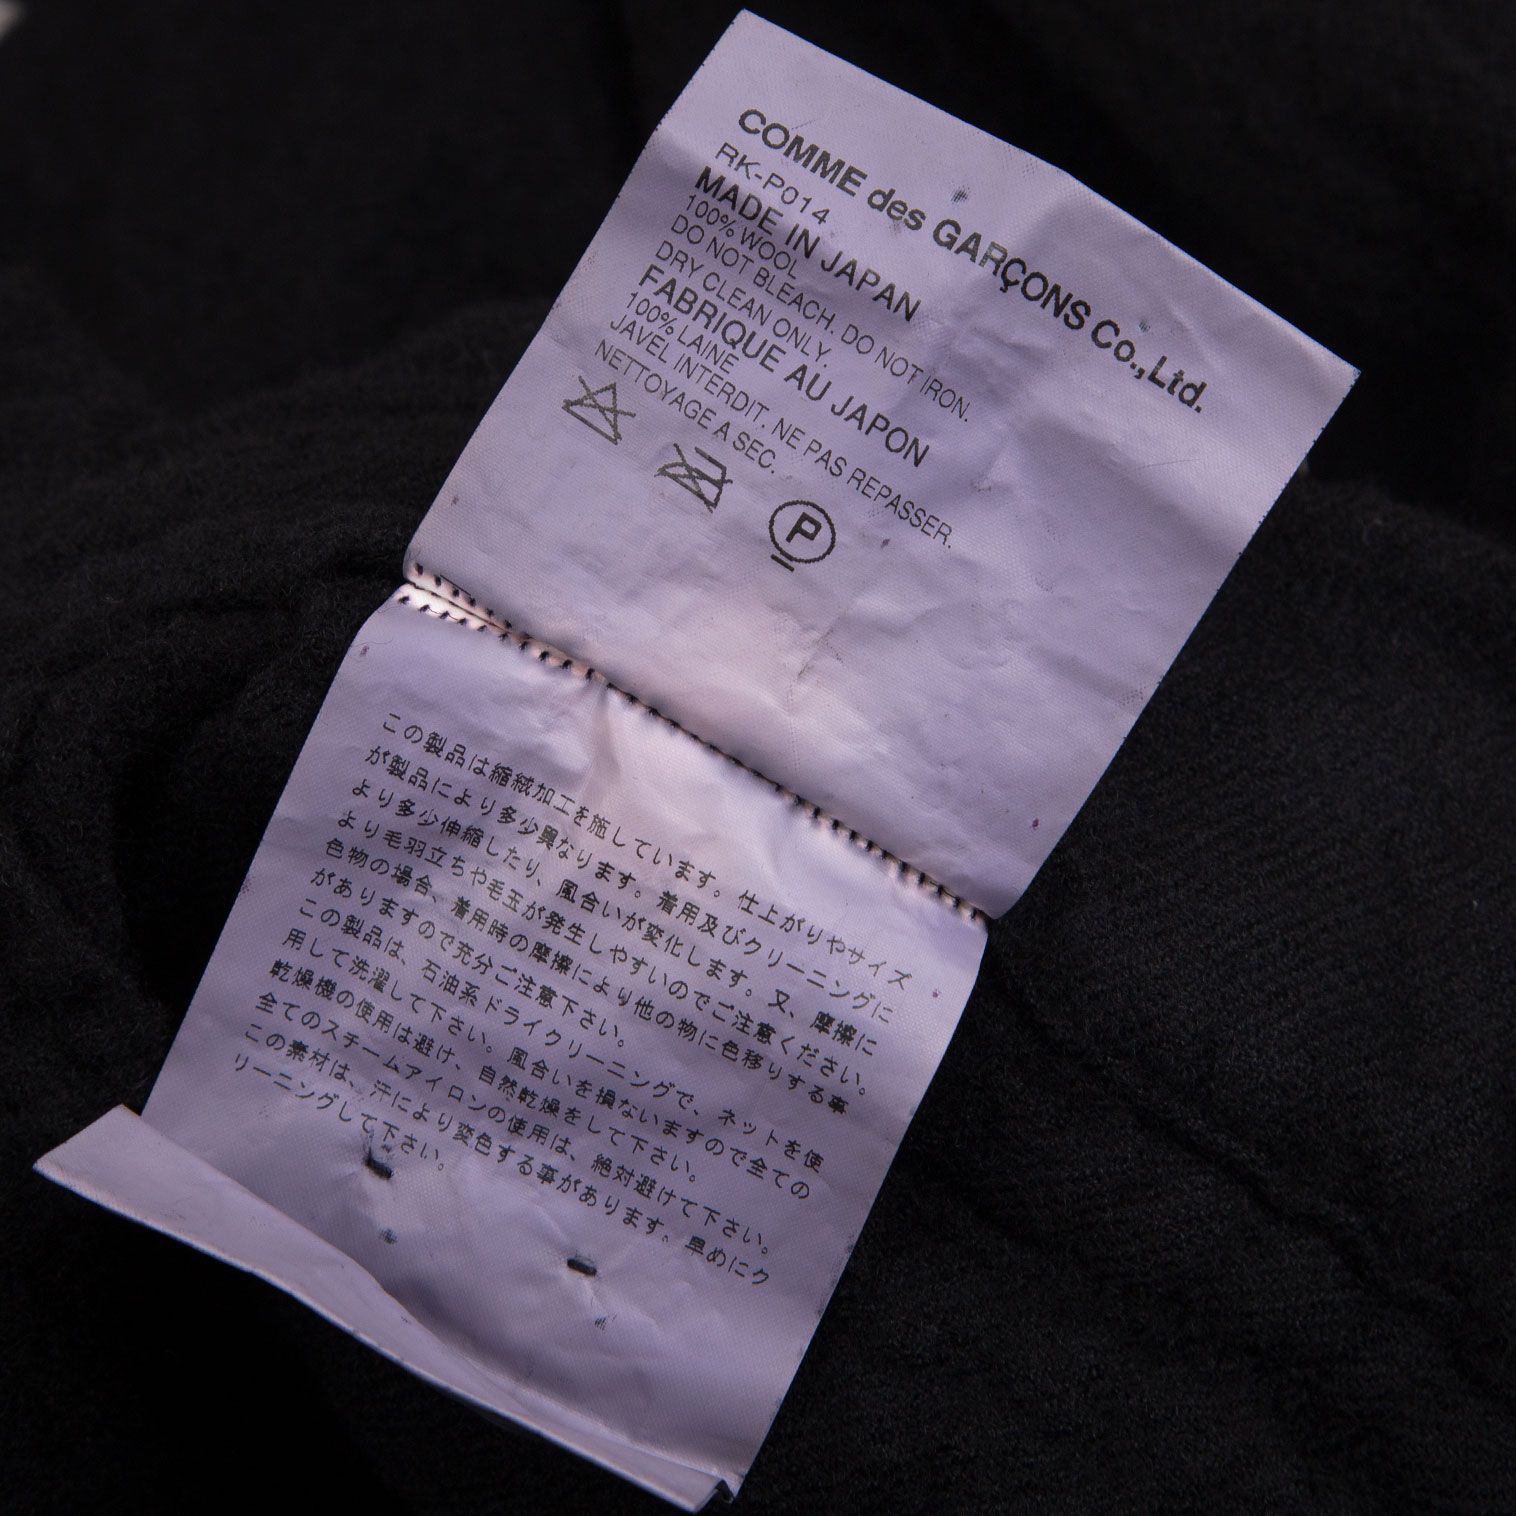 COMME des GARÇONS Co.,Ltd.
RK-P014
MADE IN JAPAN
100% WOOL
DO NOT BLEACH. DO NOT IRON.
DRY CLEAN ONLY.
FABRIQUE AU JAPON
100% LAINE
JAVEL INTERDIT. NE PAS REPASSER.
NETTOYAGE A SEC.
P
この製品は縮絨加工を施しています。仕上がりやサイズ
が製品により多少異なります。着用及びクリーニングに
より多少伸縮したり、風合いが変化します。又、摩擦に
より毛羽立ちや毛玉が発生しやすいのでご注意ください。
色物の場合、着用時の摩擦により他の物に色移りする事
がありますので充分ご注意下さい。
この製品は、石油系ドライクリーニングで、ネットを使
用して洗濯して下さい。風合いを損ないますので全ての
乾燥機の使用は避け、自然乾燥をして下さい。
全てのスチームアイロンの使用は、絶対避けて下さい。
この素材は、汗により変色する事があります。早めにク
リーニングして下さい。